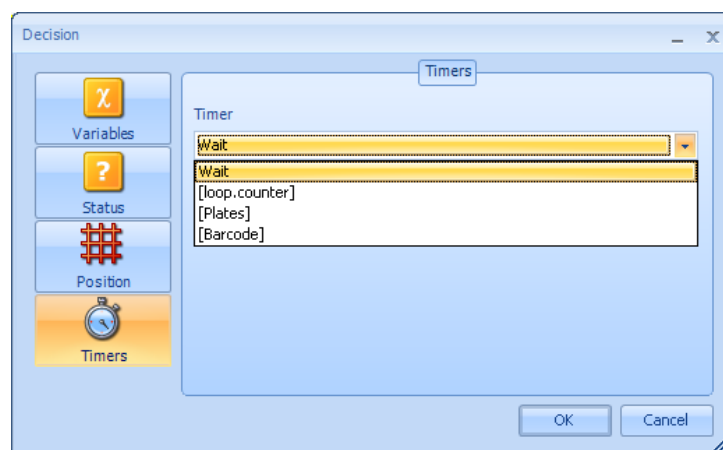 Decision
Variables
Status
Position
Timers
Timers
Timer
Wait
Wait
[loop.counter]
[Plates]
[Barcode]
OK
Cancel